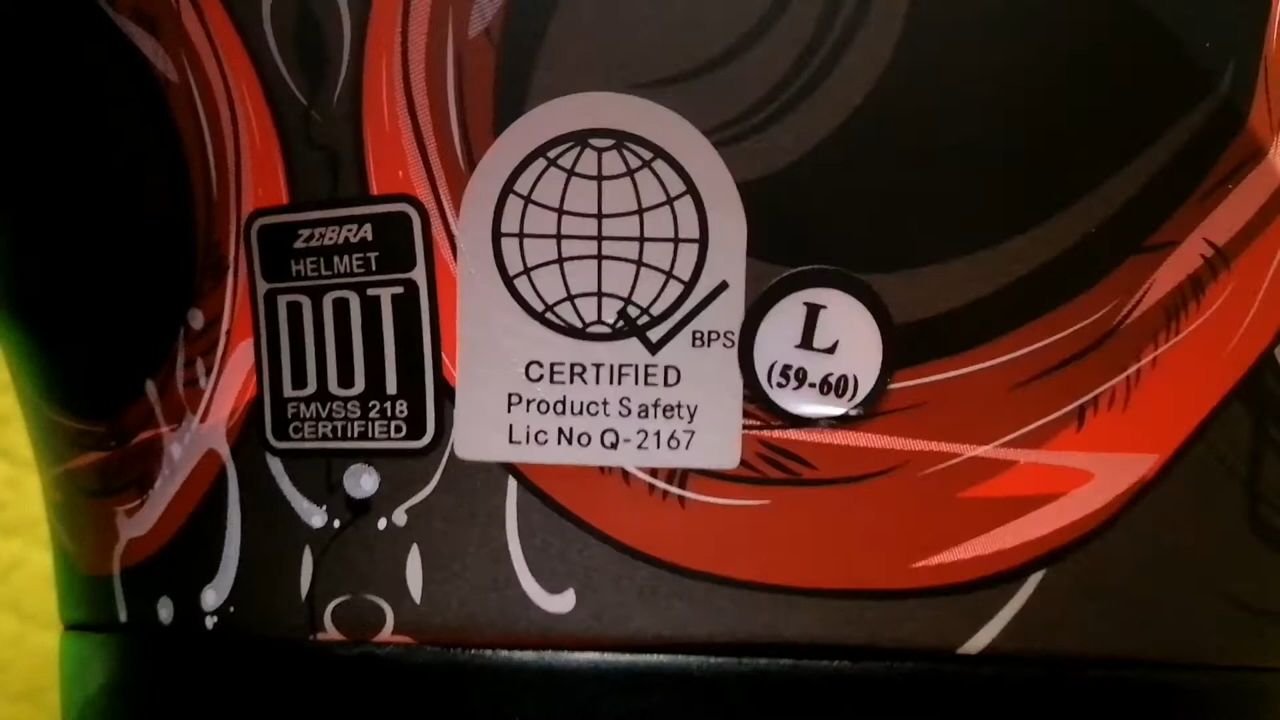 ZEBRA
HELMET
DOT
FMVSS 218
CERTIFIED
BPS
CERTIFIED
Product Safety
Lic No Q-2167
L
(59-60)